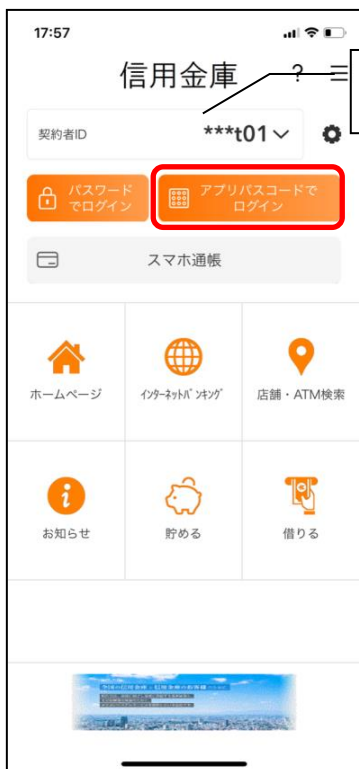 17:57
信用金庫
?
契約者ID ***t01
パスワード
でログイン
アプリパスコードで
ログイン
スマホ通帳
ホームページ
インターネットバンキング
店舗・ATM検索
お知らせ
貯める
借りる